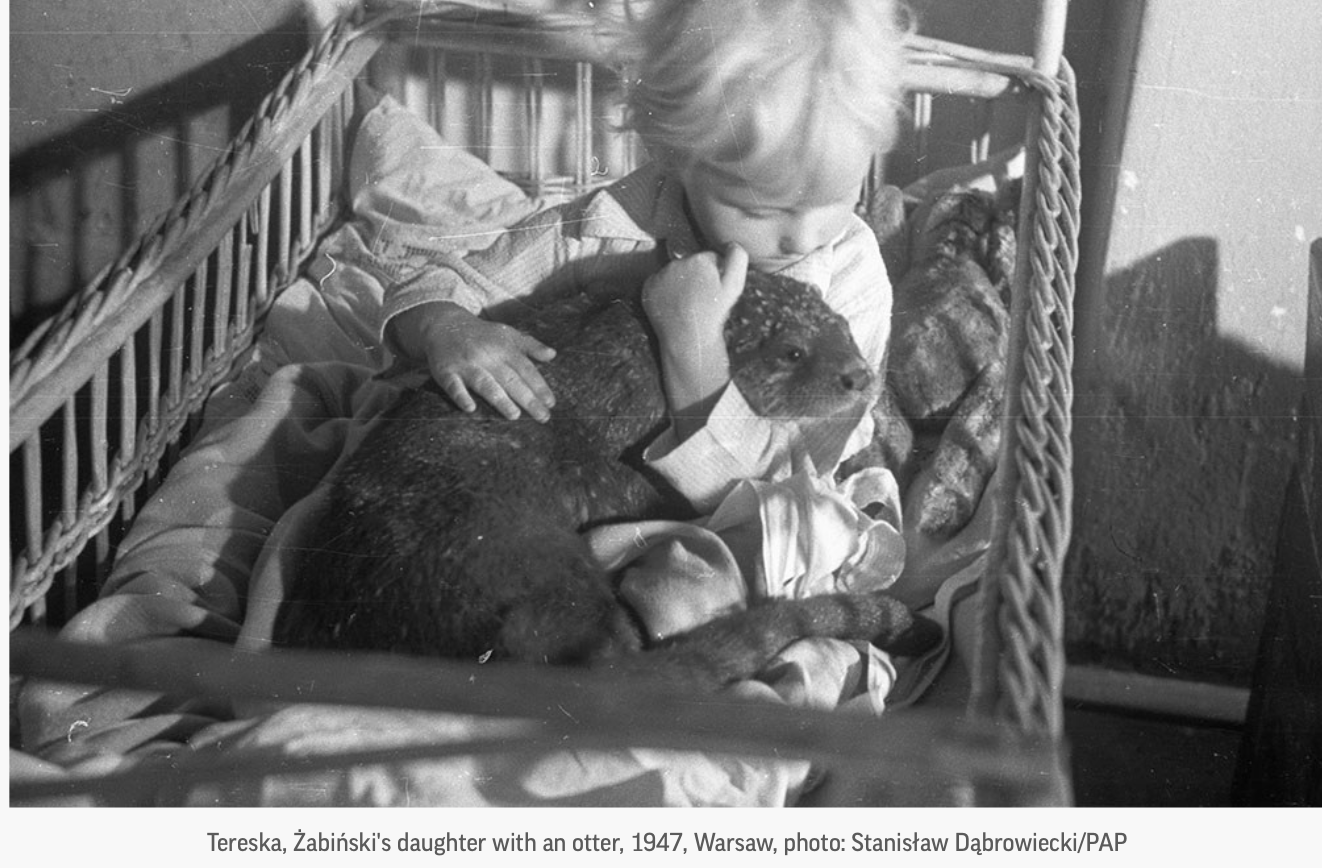 Tereska, Żabiński's daughter with an otter, 1947, Warsaw, photo: Stanisław Dąbrowiecki/PAP